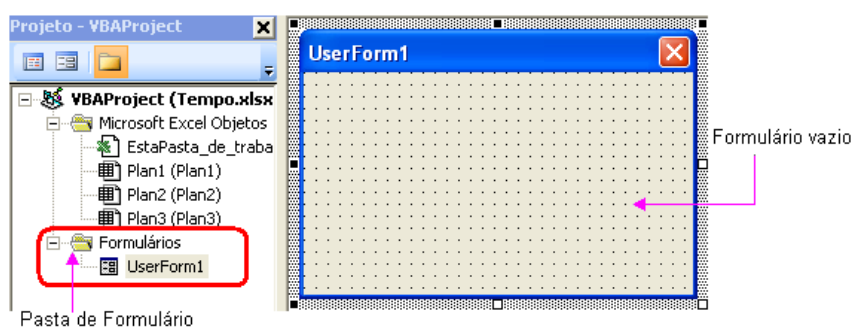 Projeto - VBAProject
VBAProject (Tempo.xlsx
Microsoft Excel Objetos
EstaPasta_de_traba
Plan1 (Plan1)
Plan2 (Plan2)
Plan3 (Plan3)
Formulários
UserForm1
Pasta de Formulário
UserForm1
Formulário vazio